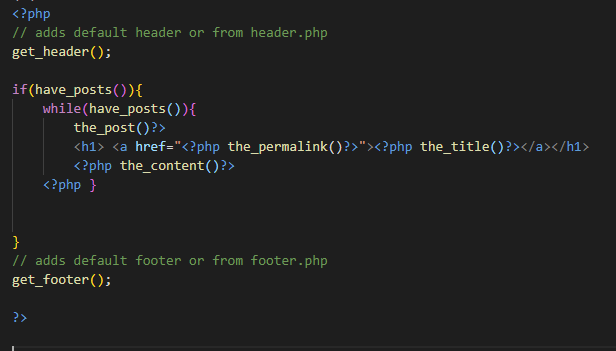 <?php
// adds default header or from header.php
get_header();
if(have_posts()){
while(have_posts()){
the_post()?>
<h1> <a href="<?php the_permalink()?>"><?php the_title()?></a></h1>
<?php the_content()?>
<?php }
}
// adds default footer or from footer.php
get_footer();
?>